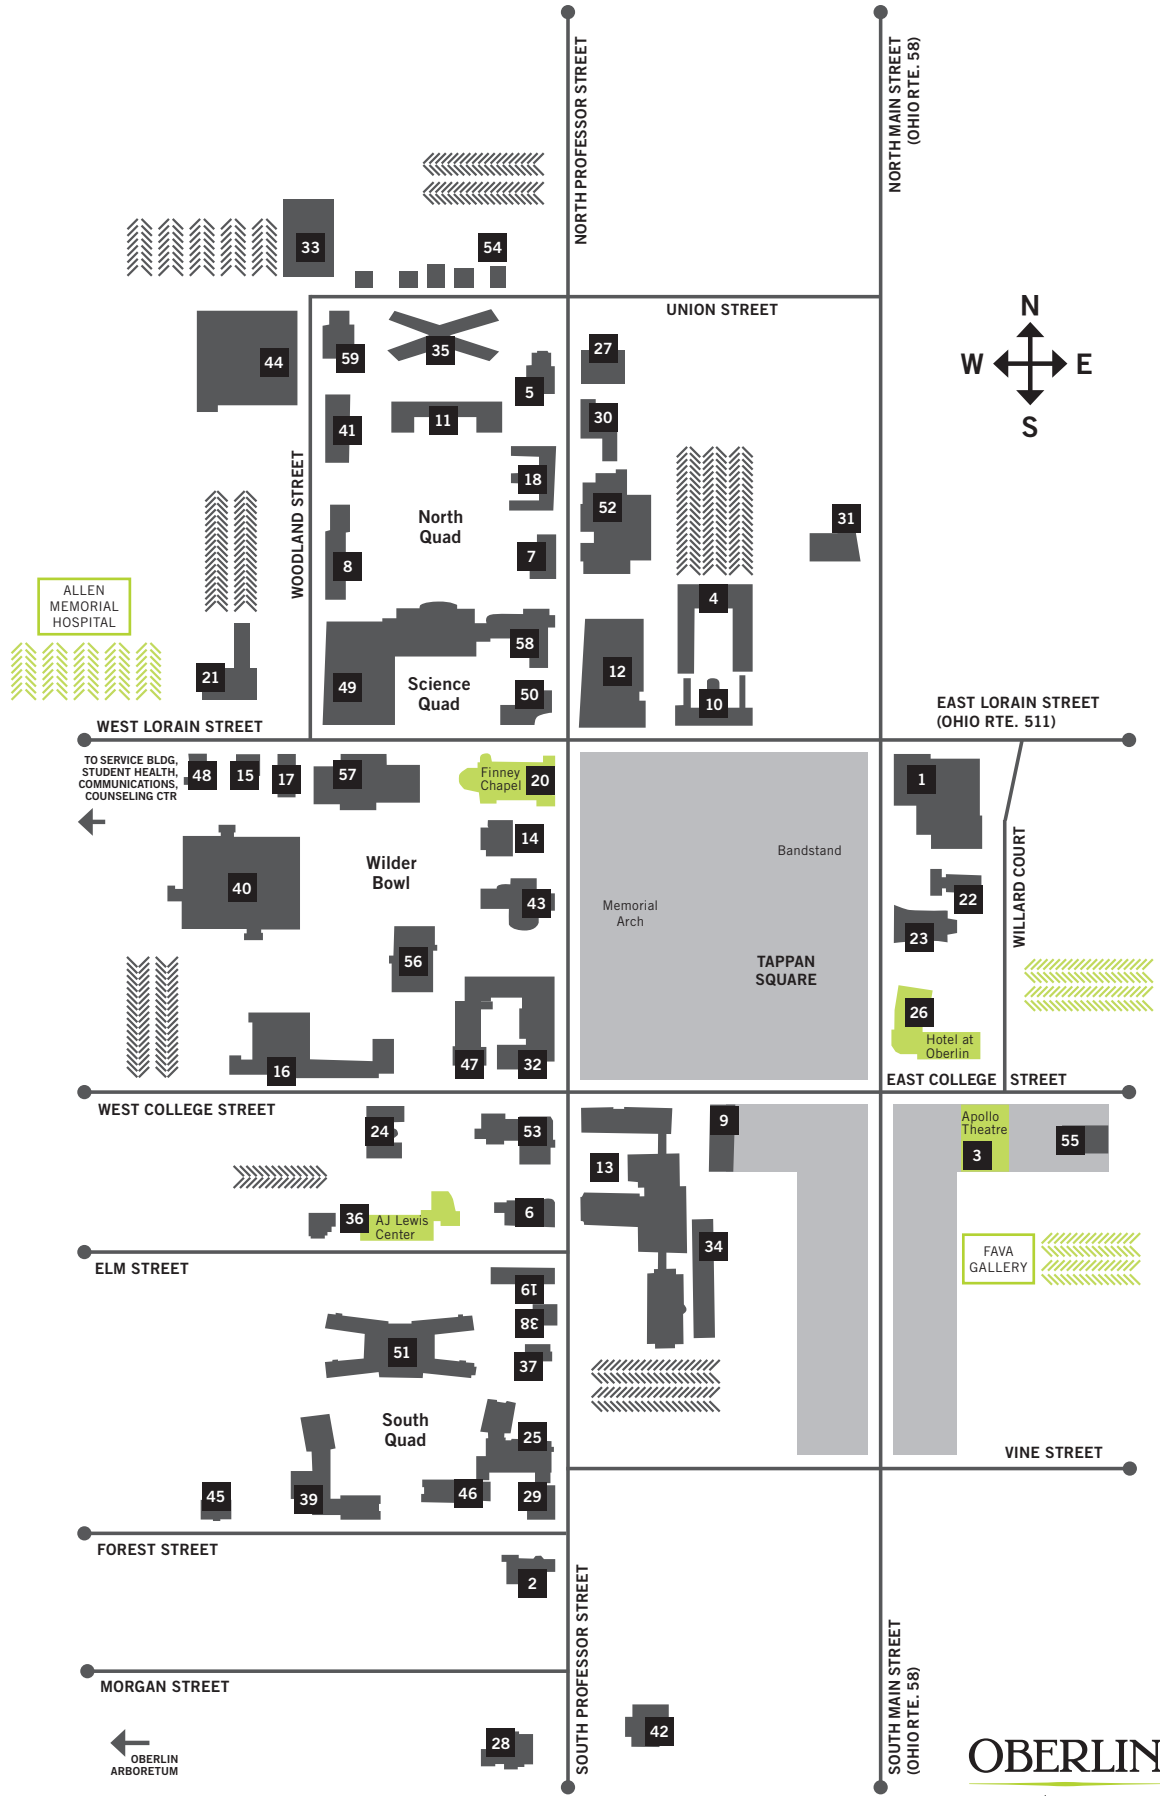 NORTH PROFESSOR STREET
NORTH MAIN STREET
(OHIO RTE. 58)
33
54
UNION STREET
N
W E
S
44
59
35
5
27
41
11
30
18
52
31
WOODLAND STREET
North
Quad
7
8
4
ALLEN
MEMORIAL
HOSPITAL
58
12
21
49
Science
Quad
50
10
WEST LORAIN STREET
EAST LORAIN STREET
(OHIO RTE. 511)
TO SERVICE BLDG,
STUDENT HEALTH,
COMMUNICATIONS,
COUNSELING CTR
48
15
17
57
Finney
Chapel
20
1
14
Bandstand
Wilder
Bowl
WILLARD COURT
40
43
Memorial
Arch
22
23
56
TAPPAN
SQUARE
26
Hotel at
Oberlin
16
47
32
EAST COLLEGE STREET
WEST COLLEGE STREET
24
53
9
Apollo
Theatre
3
55
13
36
AJ Lewis
Center
6
34
FAVA
GALLERY
ELM STREET
19
38
37
51
South
Quad
25
VINE STREET
45
39
46
29
FOREST STREET
2
SOUTH PROFESSOR STREET
SOUTH MAIN STREET
(OHIO RTE. 58)
MORGAN STREET
42
28
OBERLIN
ARBORETUM
OBERLIN